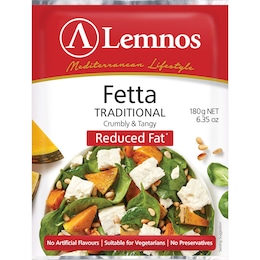 Lemnos
Mediterranean Lifestyle
Fetta
TRADITIONAL
Crumbly & Tangy
180g NET
6.35 oz
Reduced Fat*
No Artificial Flavours | Suitable for Vegetarians | No Preservatives